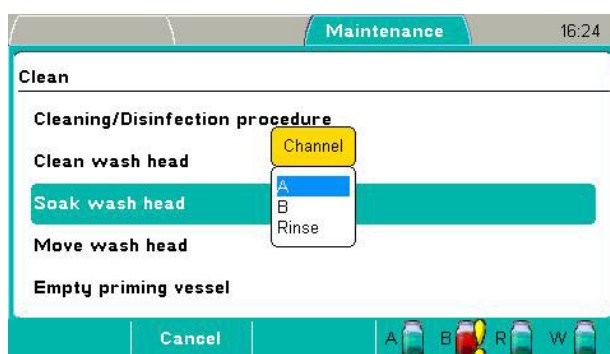 Maintenance
16:24
Clean
Cleaning/Disinfection procedure
Channel
Clean wash head
A
Soak wash head
B
Rinse
Move wash head
Empty priming vessel
Cancel
A B R W